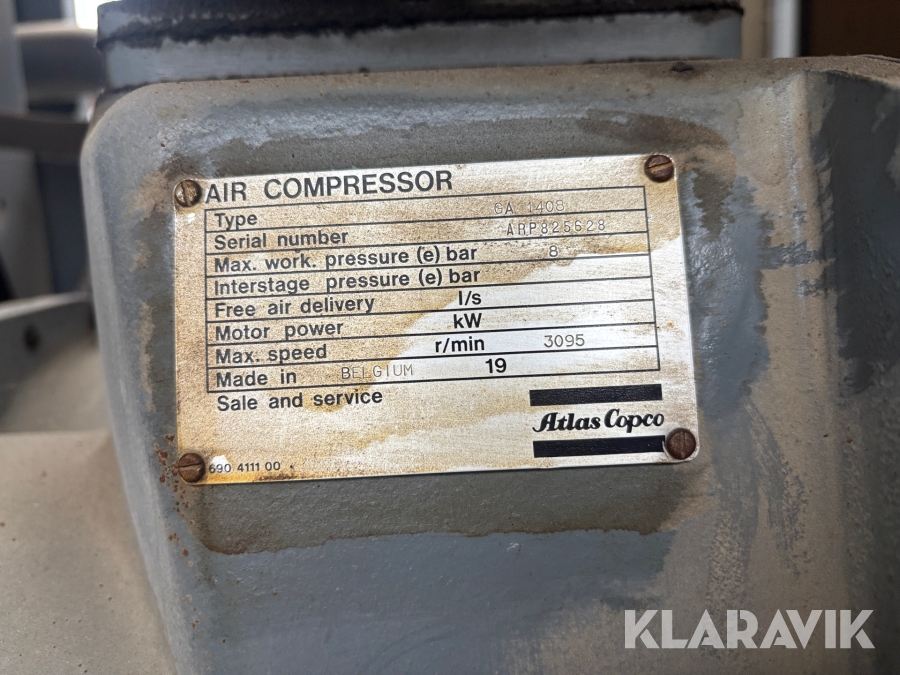 AIR COMPRESSOR
Type GA 1408
Serial number ARP825628
Max. work. pressure (e) bar 8
Interstage pressure (e) bar
Free air delivery l/s
Motor power kW
Max. speed r/min 3095
Made in BELGIUM 19
Sale and service
Atlas Copco
690 4111 00
KLARAVIK